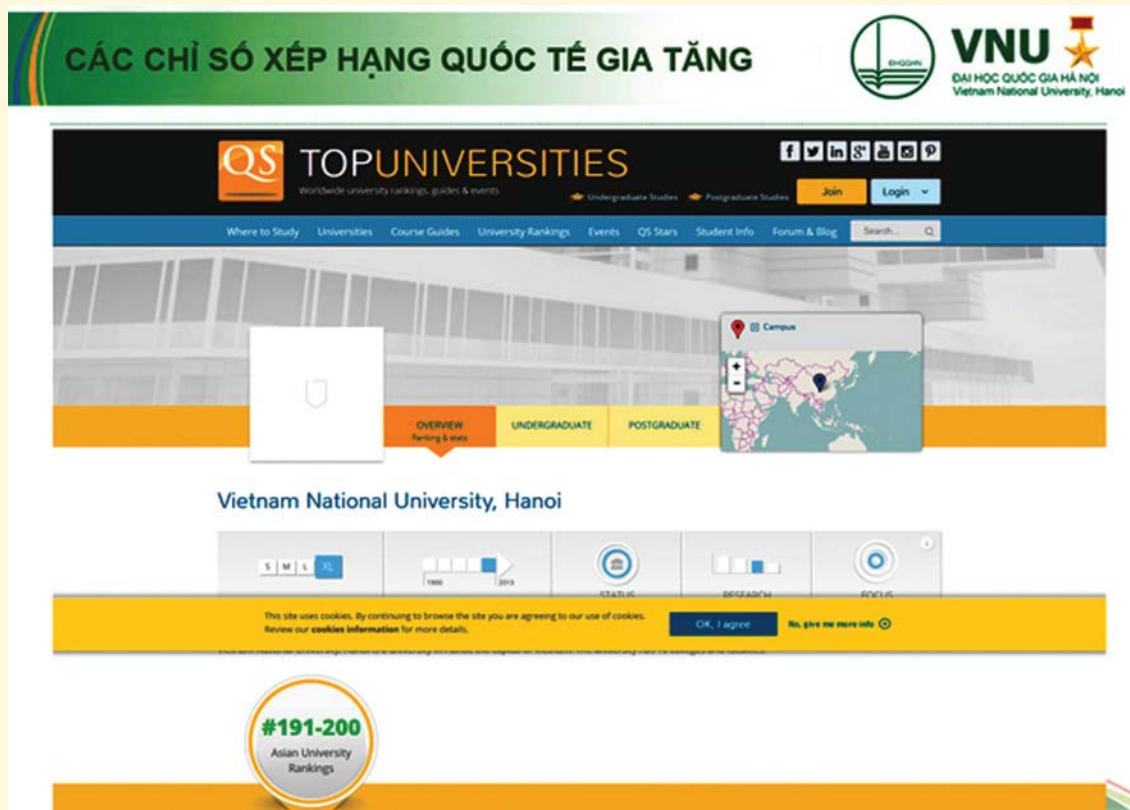 CÁC CHỈ SỐ XẾP HẠNG QUỐC TẾ GIA TĂNG
ĐHQGHN
VNU
ĐẠI HỌC QUỐC GIA HÀ NỘI
Vietnam National University, Hanoi
QS TOPUNIVERSITIES
Worldwide university rankings, guides & events
Undergraduate Studies Postgraduate Studies Join Login
Where to Study Universities Course Guides University Rankings Events QS Stars Student Info Forum & Blog Search...
Campus
+
-
OVERVIEW UNDERGRADUATE POSTGRADUATE
Ranking & stats
Vietnam National University, Hanoi
S M L XL
1900 2013
STATUS RESEARCH FOCUS
This site uses cookies. By continuing to browse the site you are agreeing to our use of cookies.
Review our cookies information for more details.
OK, I agree No, give me more info
#191-200
Asian University
Rankings